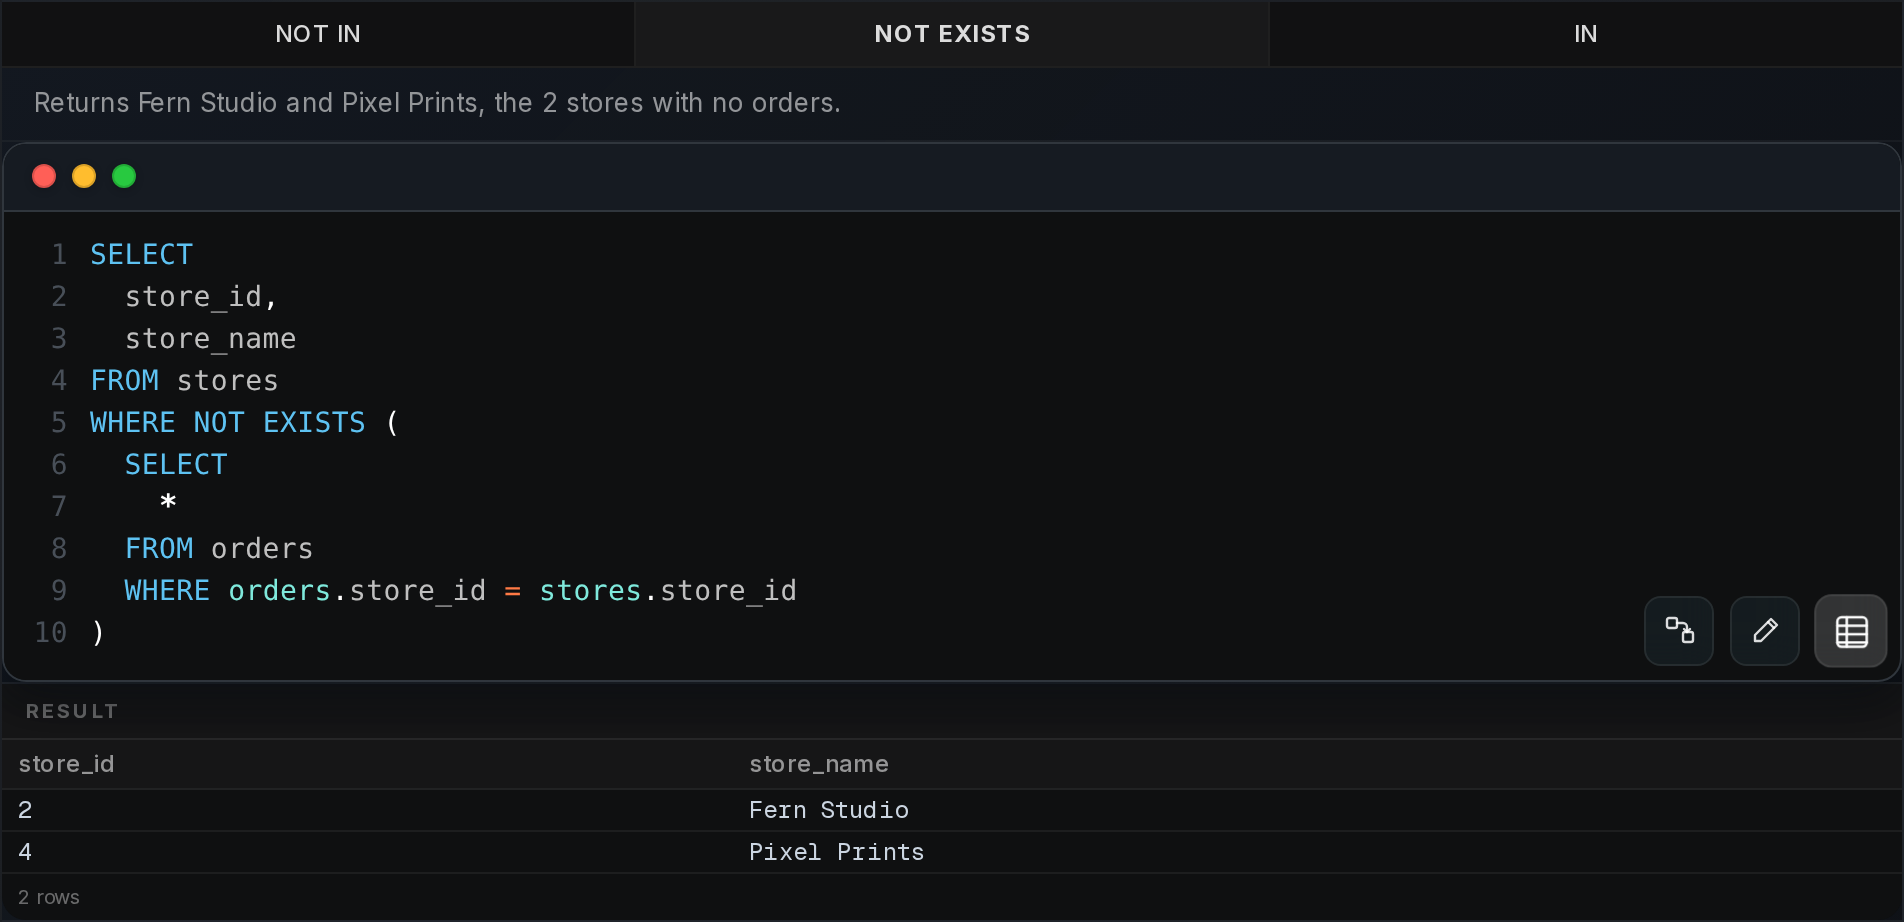 NOT IN
NOT EXISTS
IN
Returns Fern Studio and Pixel Prints, the 2 stores with no orders.
1 SELECT
2   store_id,
3   store_name
4 FROM stores
5 WHERE NOT EXISTS (
6   SELECT
7     *
8   FROM orders
9   WHERE orders.store_id = stores.store_id
10 )
RESULT
store_id store_name
2 Fern Studio
4 Pixel Prints
2 rows